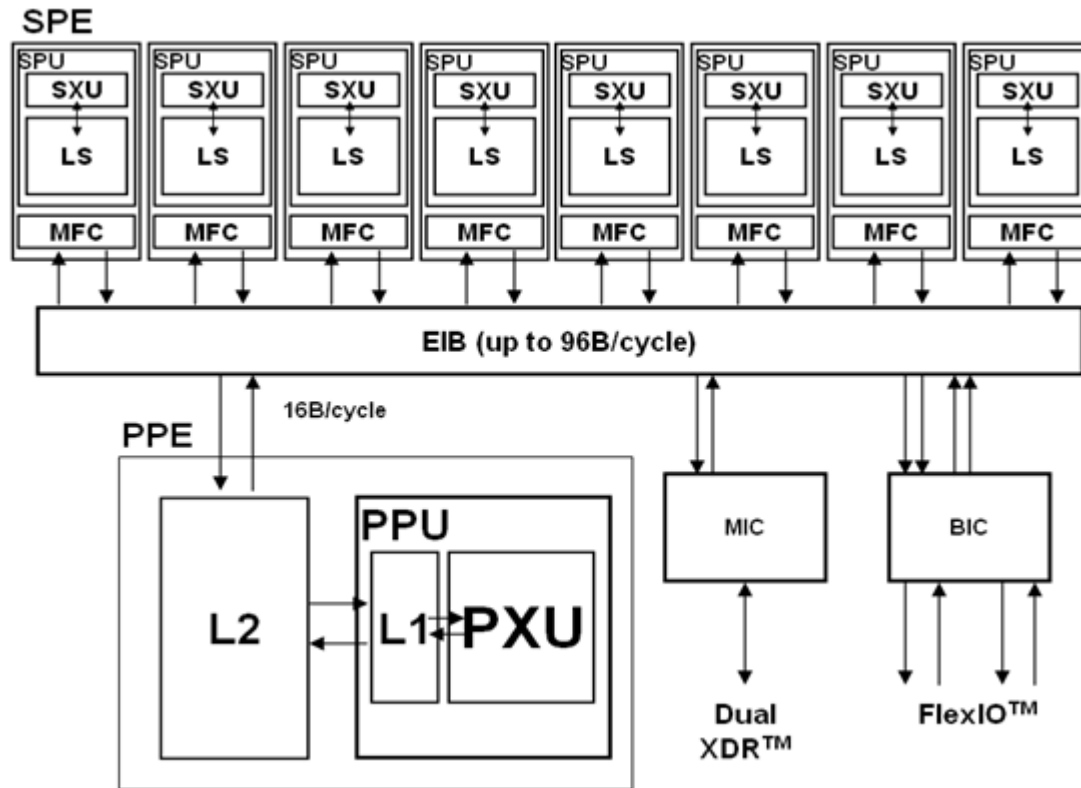 SPE
SPU SPU SPU SPU SPU SPU SPU SPU
SXU SXU SXU SXU SXU SXU SXU SXU
LS LS LS LS LS LS LS LS
MFC MFC MFC MFC MFC MFC MFC MFC
EIB (up to 96B/cycle)
16B/cycle
PPE
PPU
L2
L1
PXU
MIC
BIC
Dual
XDR™
FlexIO™